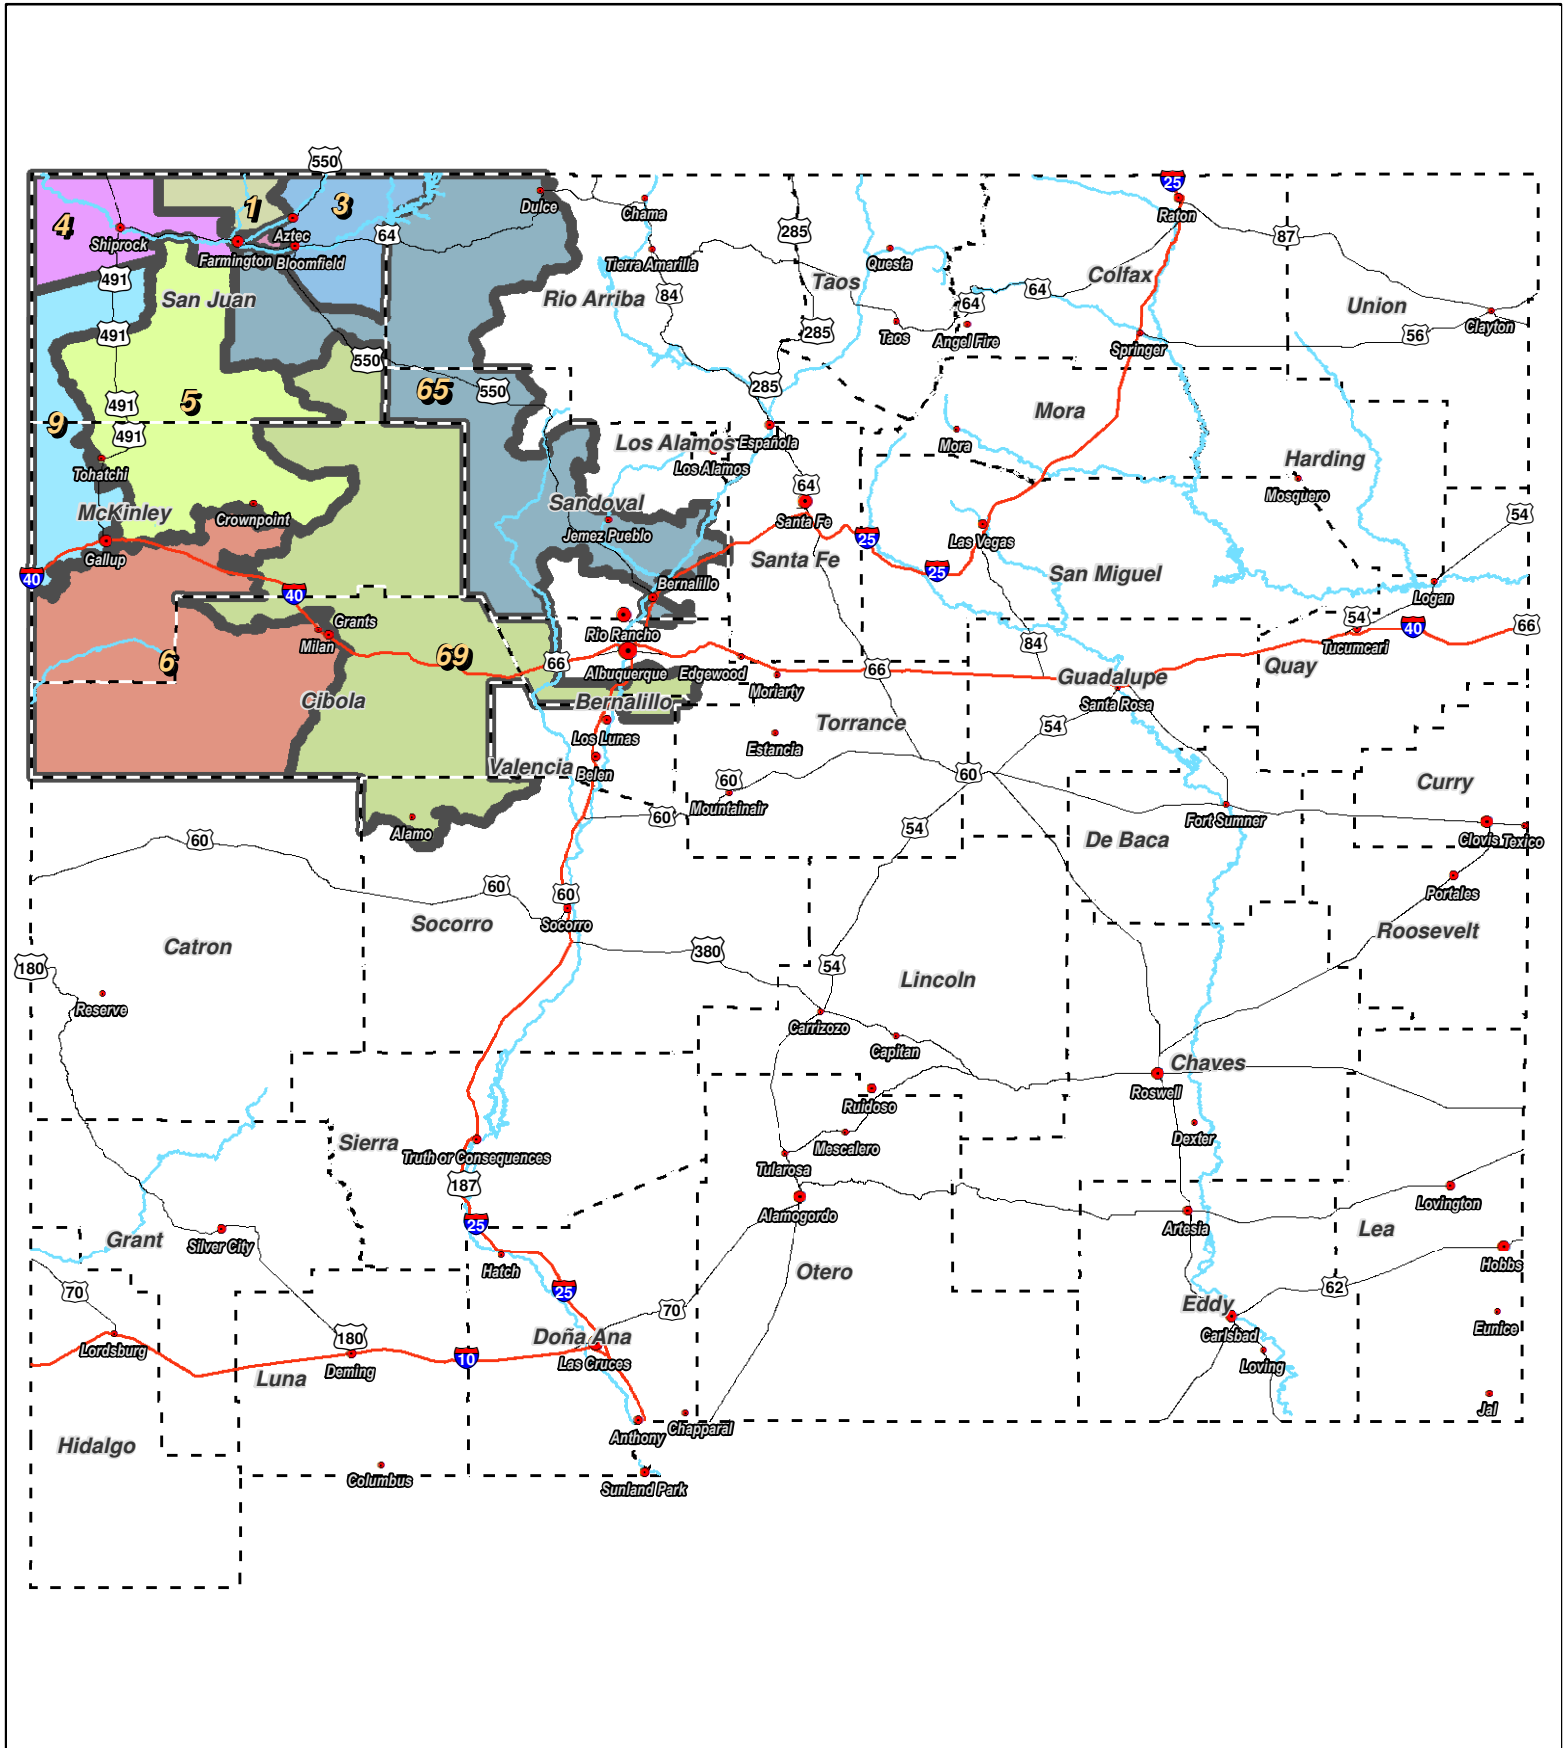 550
25
Dulce
Chama
Raton
4
1
3
Shiprock
Aztec
64
285
87
Farmington
Bloomfield
Tierra Amarilla
Questa
491
San Juan
Rio Arriba
84
Taos
64
64
Colfax
Union
491
285
Taos
Angel Fire
Springer
56
Clayton
550
65
550
285
5
491
9
491
Los Alamos
Española
Mora
Mora
Tohatchi
Los Alamos
Harding
Mosquero
McKinley
Crownpoint
Sandoval
64
Santa Fe
54
Gallup
Jemez Pueblo
25
Las Vegas
Santa Fe
40
40
Bernalillo
25
San Miguel
Logan
Grants
Milan
Rio Rancho
54
40
66
Tucumcari
6
69
66
Albuquerque
Edgewood
Moriarty
66
84
Guadalupe
Quay
Cibola
Bernalillo
Santa Rosa
Los Lunas
Torrance
54
Estancia
Valencia
Belen
60
60
Curry
Mountainair
60
54
Fort Sumner
Alamo
60
De Baca
Clovis
Texico
60
60
Portales
Socorro
Socorro
Catron
380
Roosevelt
180
54
Lincoln
Reserve
Carrizozo
Capitan
Chaves
Roswell
Ruidoso
Sierra
Mescalero
Dexter
Truth or Consequences
Tularosa
187
Lovington
Alamogordo
25
Artesia
Grant
Silver City
Lea
Hatch
Otero
Hobbs
70
25
62
70
Eddy
Lordsburg
180
Doña Ana
Carlsbad
Eunice
10
Las Cruces
Loving
Deming
Luna
Jal
Anthony
Chapparal
Hidalgo
Columbus
Sunland Park